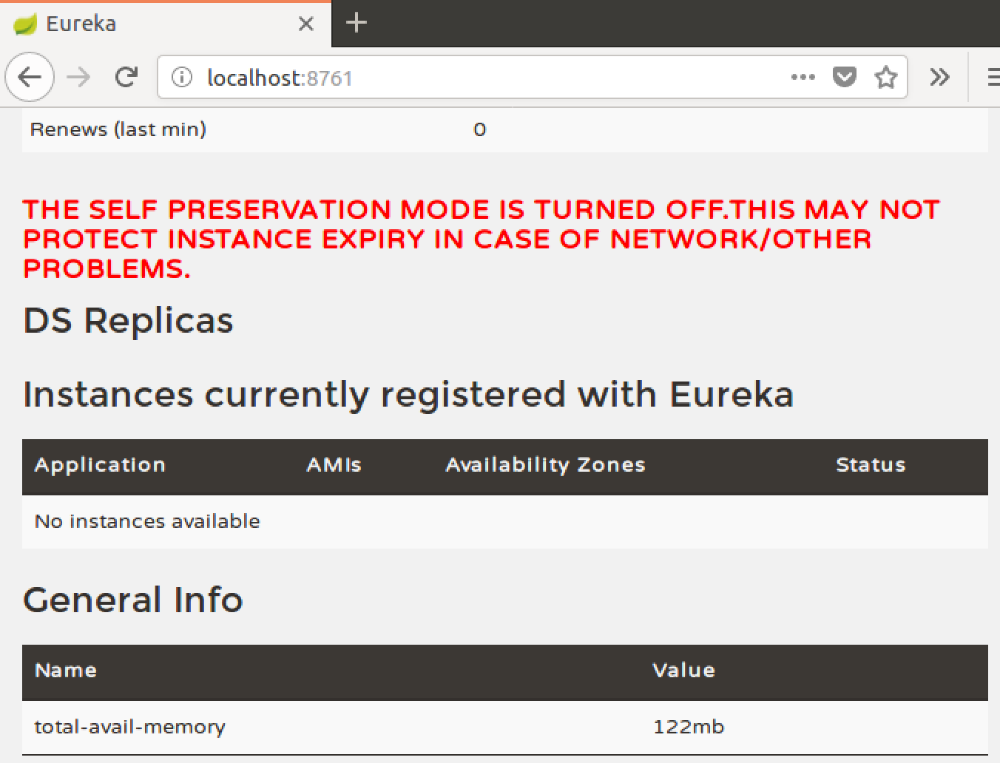 Eureka
localhost:8761
Renews (last min) 0
THE SELF PRESERVATION MODE IS TURNED OFF.THIS MAY NOT
PROTECT INSTANCE EXPIRY IN CASE OF NETWORK/OTHER
PROBLEMS.
DS Replicas
Instances currently registered with Eureka
Application AMIs Availability Zones Status
No instances available
General Info
Name Value
total-avail-memory 122mb